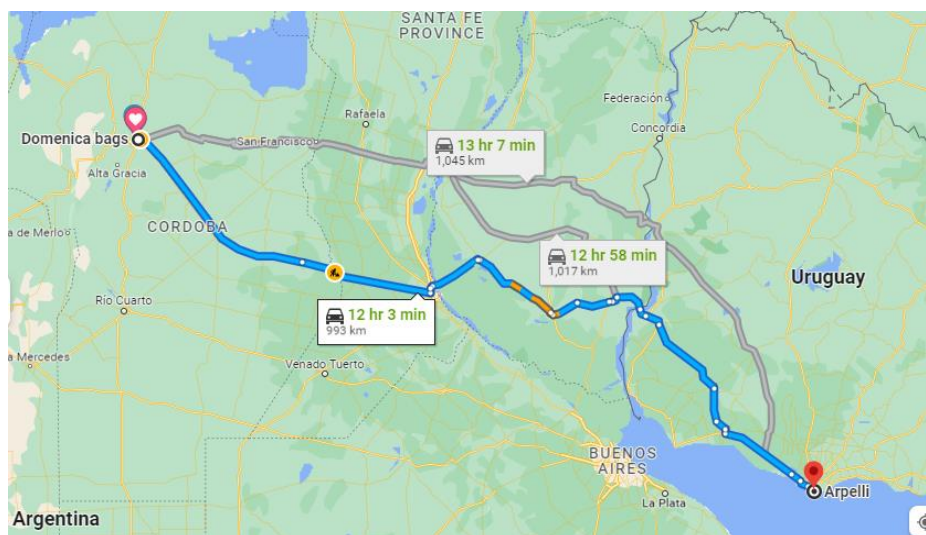 SANTA FE
PROVINCE
Federación
Rafaela
Concordia
Domenica bags
San Francisco
13 hr 7 min
1,045 km
Alta Gracia
CORDOBA
a de Merlo
12 hr 58 min
1,017 km
Uruguay
Río Cuarto
12 hr 3 min
993 km
a Mercedes
Venado Tuerto
BUENOS
AIRES
La Plata
Arpelli
Argentina